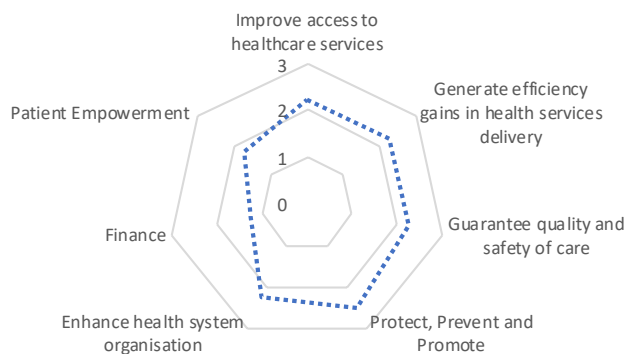 Improve access to
healthcare services
3
2
1
0
Generate efficiency
gains in health services
delivery
Guarantee quality and
safety of care
Protect, Prevent and
Promote
Enhance health system
organisation
Finance
Patient Empowerment